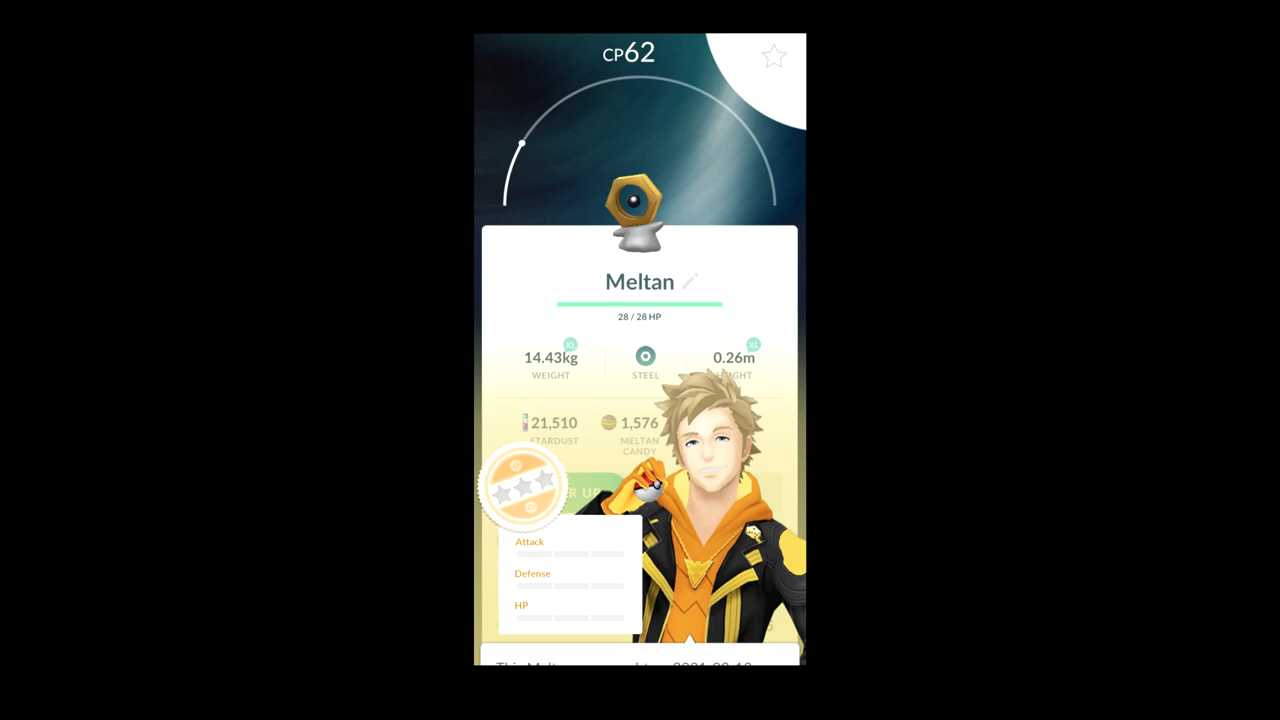 CP62
Meltan
28 / 28 HP
XL
XL
14.43kg
0.26m
WEIGHT
STEEL
21,510
1,576
STARDUST
MELTAN
CANDY
Attack
Defense
HP